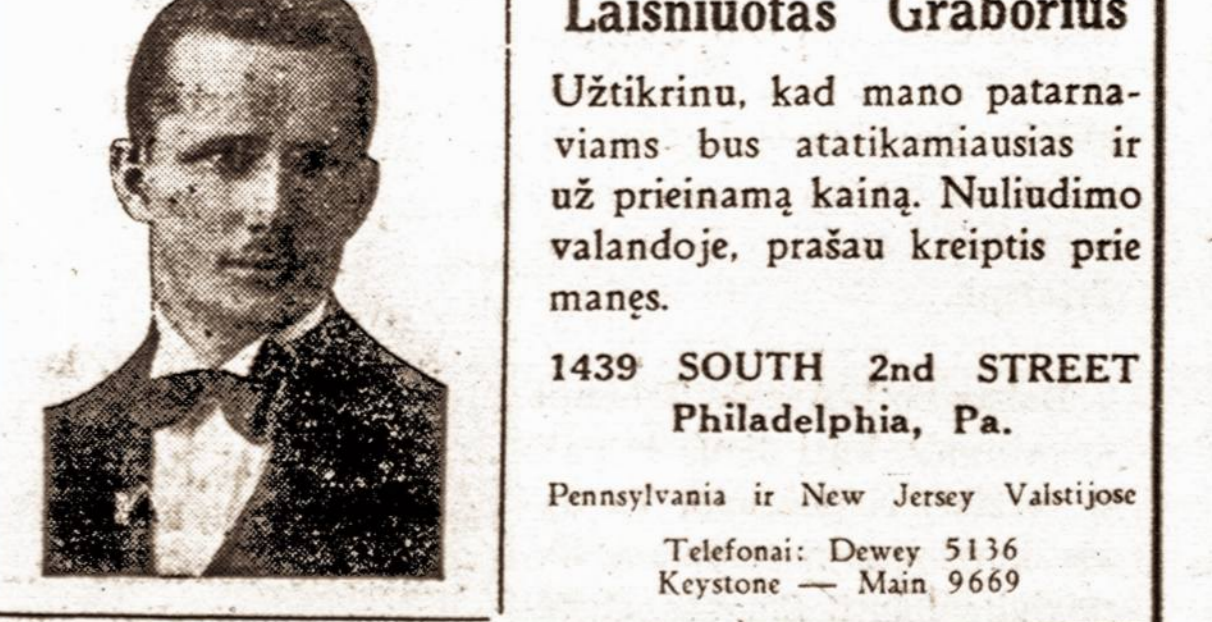 Laisniuotas Graborius
Užtikrinu, kad mano patarna-
viams bus atatikamiausias ir
už prieinamą kainą. Nuliudimo
valandoje, prašau kreiptis prie
manęs.
1439 SOUTH 2nd STREET
Philadelphia, Pa.
Pennsylvania ir New Jersey Valstijose
Telefonai: Dewey 5136
Keystone — Main 9669